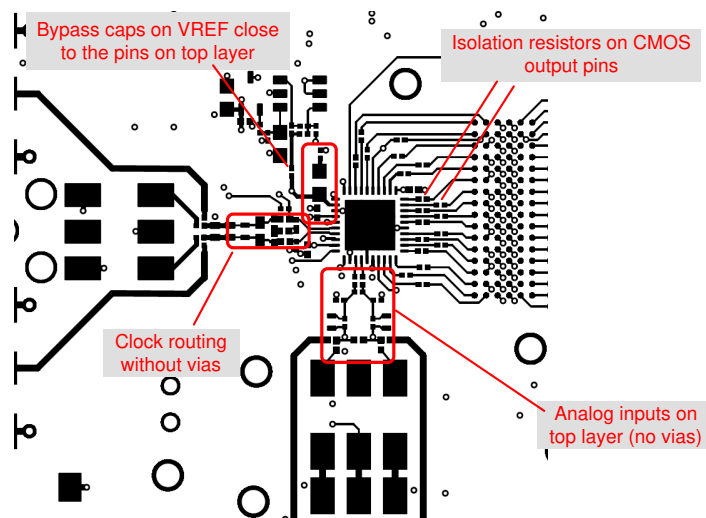 Bypass caps on VREF close
to the pins on top layer
Isolation resistors on CMOS
output pins
Clock routing
without vias
Analog inputs on
top layer (no vias)